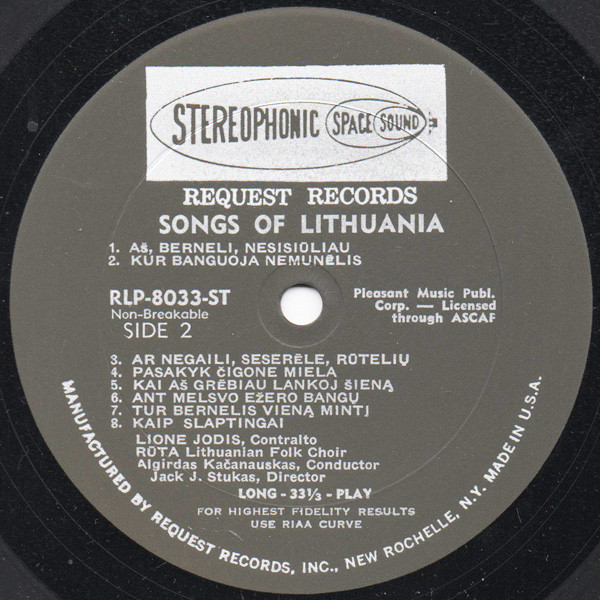 STEREOPHONIC SPACE SOUND
REQUEST RECORDS
SONGS OF LITHUANIA
1. AŠ, BERNELI, NESISIŪLIAU
2. KUR BANGUOJA NEMUNĖLIS
RLP-8033-ST
Non-Breakable
SIDE 2
Pleasant Music Publ.
Corp. — Licensed
through ASCAF
3. AR NEGAILI, SESERĖLE, RŪTELIŲ
4. PASAKYK ČIGONE MIELA
5. KAI AŠ GRĖBIAU LANKOJ ŠIENĄ
6. ANT MELSVO EŽERO BANGŲ
7. TUR BERNELIS VIENĄ MINTĮ
8. KAIP SLAPTINGAI
LIONE JODIS, Contralto
RŪTA Lithuanian Folk Choir
Algirdas Kačanauskas, Conductor
Jack J. Stukas, Director
LONG - 33⅓ - PLAY
FOR HIGHEST FIDELITY RESULTS
USE RIAA CURVE
MANUFACTURED BY REQUEST RECORDS, INC., NEW ROCHELLE, N.Y. MADE IN U.S.A.